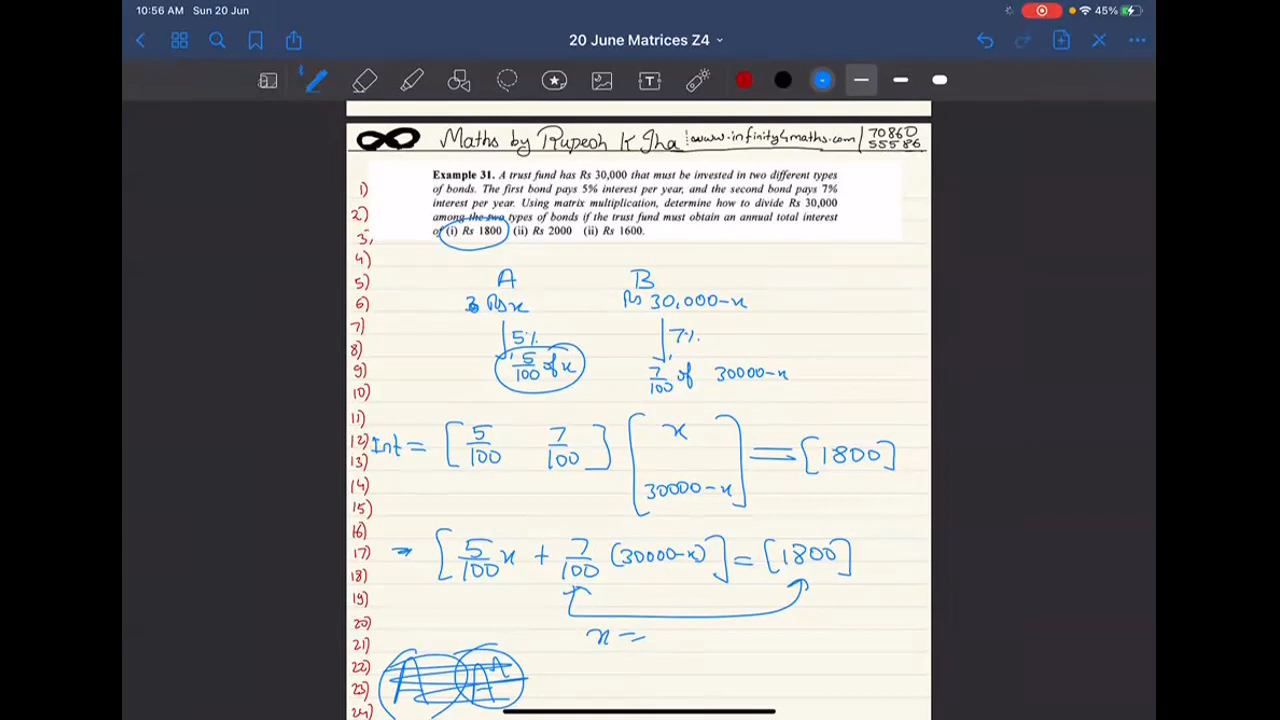 10:56 AM Sun 20 Jun
45%
20 June Matrices Z4
T
Maths by Rupesh K Jha www.infinity4maths.com 70860 55586
Example 31. A trust fund has Rs 30,000 that must be invested in two different types
of bonds. The first bond pays 5% interest per year, and the second bond pays 7%
interest per year. Using matrix multiplication, determine how to divide Rs 30,000
among the two types of bonds if the trust fund must obtain an annual total interest
of (i) Rs 1800 (ii) Rs 2000 (ii) Rs 1600.
1)
2)
3)
4)
5) A B
6) Rs x Rs 30,000-x
7) 5% 7%
8)
9) 5/100 of x 7/100 of 30000-x
10)
11)
12) Int = [5/100 7/100] [x 30000-x] = [1800]
13)
14)
15)
16)
17) → [5/100 x + 7/100 (30000-x)] = [1800]
18)
19)
20)
x =
21)
22)
23)
24)